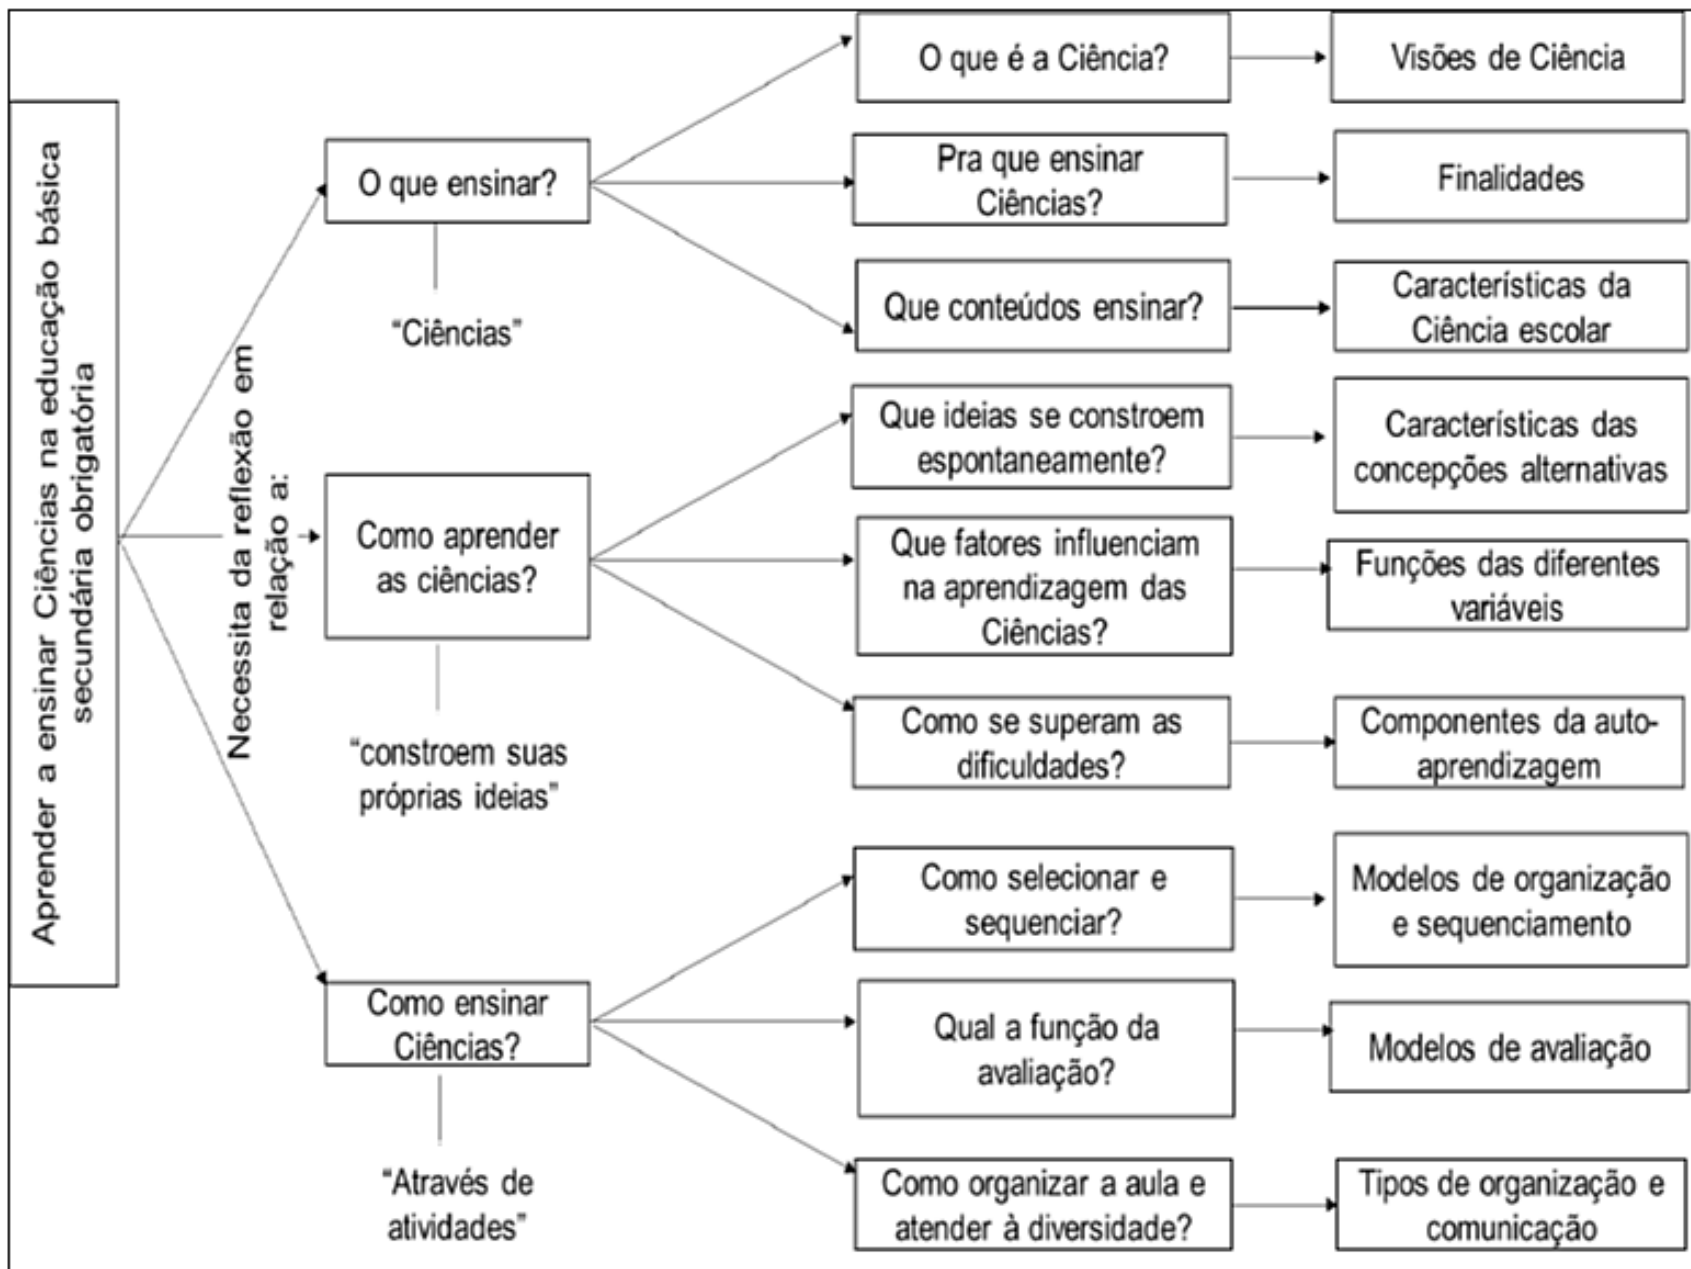 Aprender a ensinar Ciências na educação básica
secundária obrigatória
Necessita da reflexão em
relação a:
O que ensinar?
“Ciências”
O que é a Ciência?
Visões de Ciência
Pra que ensinar
Ciências?
Finalidades
Que conteúdos ensinar?
Características da
Ciência escolar
Como aprender
as ciências?
“constroem suas
próprias ideias”
Que ideias se constroem
espontaneamente?
Características das
concepções alternativas
Que fatores influenciam
na aprendizagem das
Ciências?
Funções das diferentes
variáveis
Como se superam as
dificuldades?
Componentes da auto-
aprendizagem
Como ensinar
Ciências?
“Através de
atividades”
Como selecionar e
sequenciar?
Modelos de organização
e sequenciamento
Qual a função da
avaliação?
Modelos de avaliação
Como organizar a aula e
atender à diversidade?
Tipos de organização e
comunicação